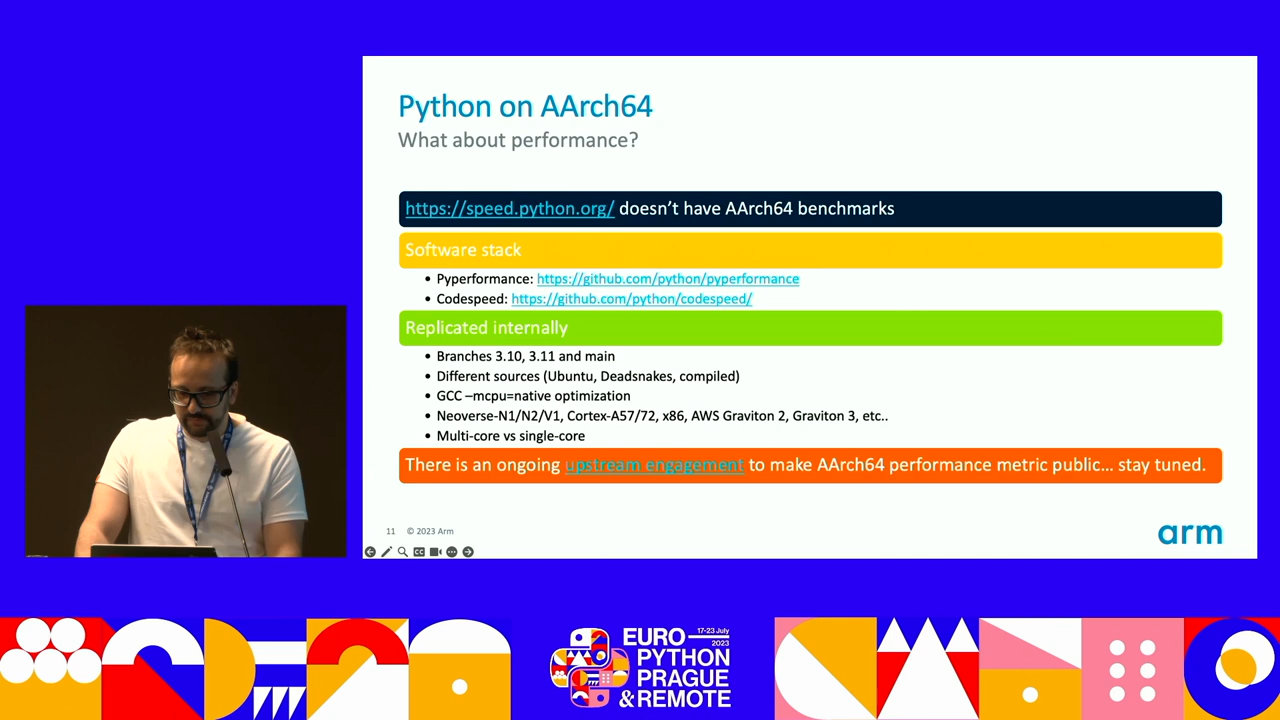 Python on AArch64
What about performance?
https://speed.python.org/ doesn't have AArch64 benchmarks
Software stack
• Pyperformance: https://github.com/python/pyperformance
• Codespeed: https://github.com/python/codespeed/
Replicated internally
• Branches 3.10, 3.11 and main
• Different sources (Ubuntu, Deadsnakes, compiled)
• GCC –mcpu=native optimization
• Neoverse-N1/N2/V1, Cortex-A57/72, x86, AWS Graviton 2, Graviton 3, etc..
• Multi-core vs single-core
There is an ongoing upstream engagement to make AArch64 performance metric public... stay tuned.
11 © 2023 Arm
arm
CC
EURO 17-23 July 2023
PYTHON
PRAGUE
& REMOTE